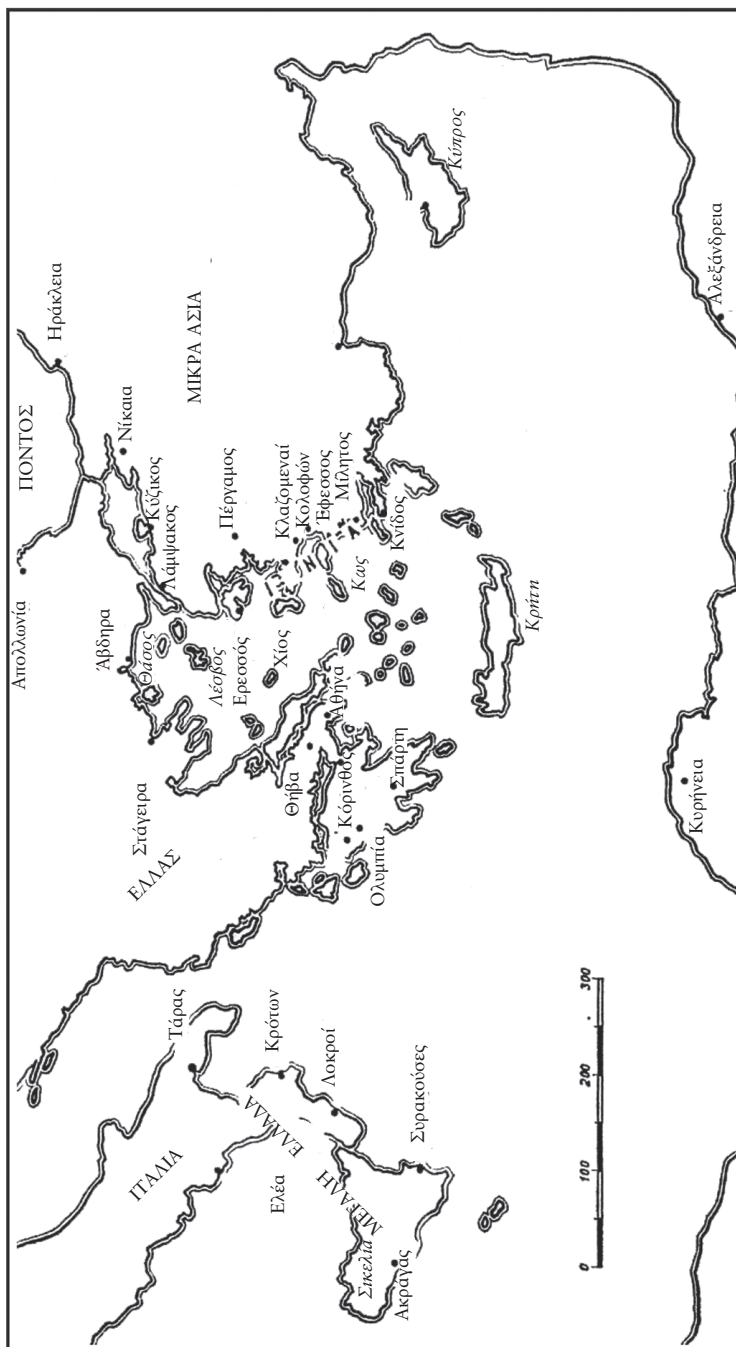 ΠΟΝΤΟΣ
Απολλωνία
Ηράκλεια
Νίκαια
Κύζικος
Λάμψακος
Άβδηρα
Θάσος
Στάγειρα
ΕΛΛΑΣ
ΜΙΚΡΑ ΑΣΙΑ
Πέργαμος
Λέσβος
Ερεσσός
Χίος
Κλαζομεναί
Κολοφών
Έφεσσος
Μίλητος
Κνίδος
Κως
Θήβα
Αθήνα
Κόρινθος
Σπάρτη
Ολυμπία
Τάρας
ΙΤΑΛΙΑ
Κρότων
Λοκροί
Ελέα
ΜΕΓΑΛΗ ΕΛΛΑΔΑ
Σικελία
Ακράγας
Συρακούσες
Κρήτη
Κύπρος
Κυρήνεια
Αλεξάνδρεια
0 100 200 300